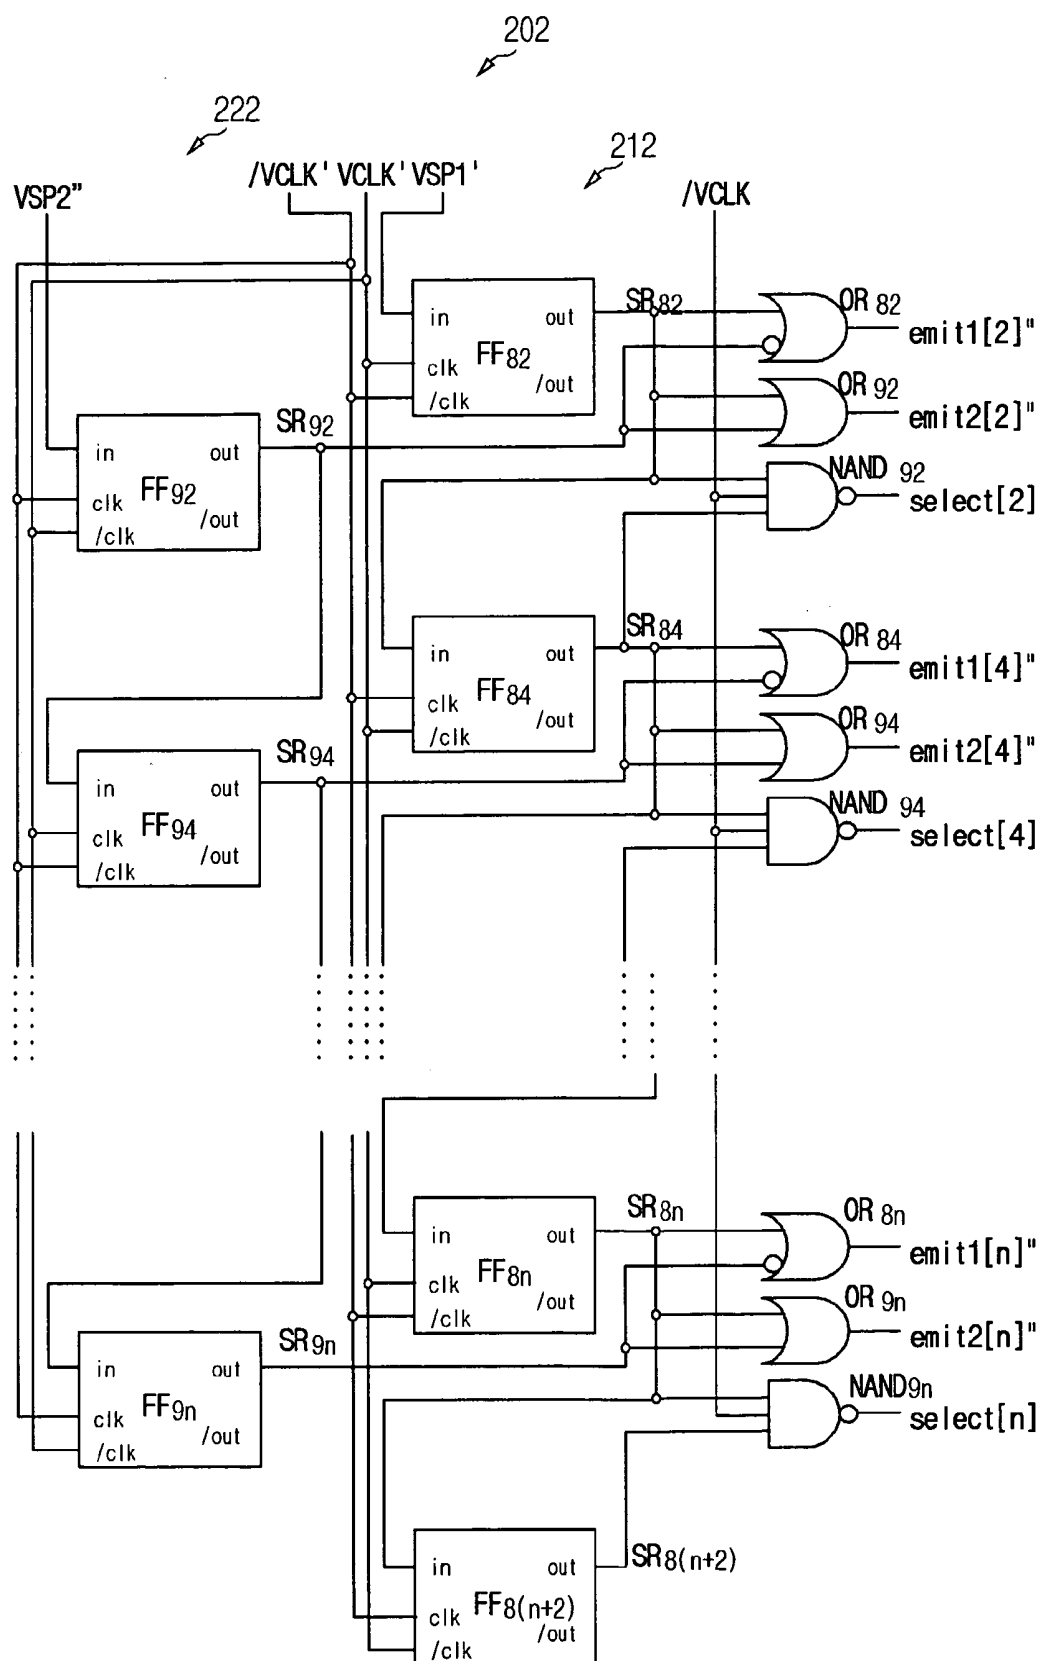 202
222
212
VSP2" /VCLK' VCLK' VSP1' /VCLK
in out
FF82
clk
/out
/clk
SR82
OR 82
emit1[2]"
OR 92
emit2[2]"
NAND 92
select[2]
in out
FF92
clk
/out
/clk
SR92
in out
FF84
clk
/out
/clk
SR84
OR 84
emit1[4]"
OR 94
emit2[4]"
NAND 94
select[4]
in out
FF94
clk
/out
/clk
SR94
in out
FF8n
clk
/out
/clk
SR8n
OR 8n
emit1[n]"
OR 9n
emit2[n]"
NAND9n
select[n]
in out
FF9n
clk
/out
/clk
SR9n
in out
FF8(n+2)
clk
/out
/clk
SR8(n+2)